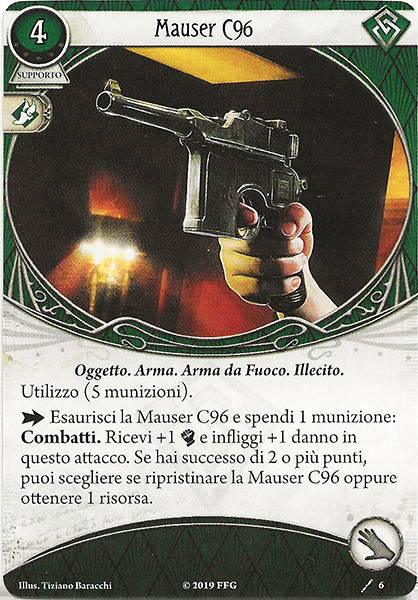 4
Mauser C96
SUPPORTO
Oggetto. Arma. Arma da Fuoco. Illecito.
Utilizzo (5 munizioni).
Esaurisci la Mauser C96 e spendi 1 munizione:
Combatti. Ricevi +1 e infliggi +1 danno in
questo attacco. Se hai successo di 2 o più punti,
puoi scegliere se ripristinare la Mauser C96 oppure
ottenere 1 risorsa.
Illus. Tiziano Baracchi
© 2019 FFG
6